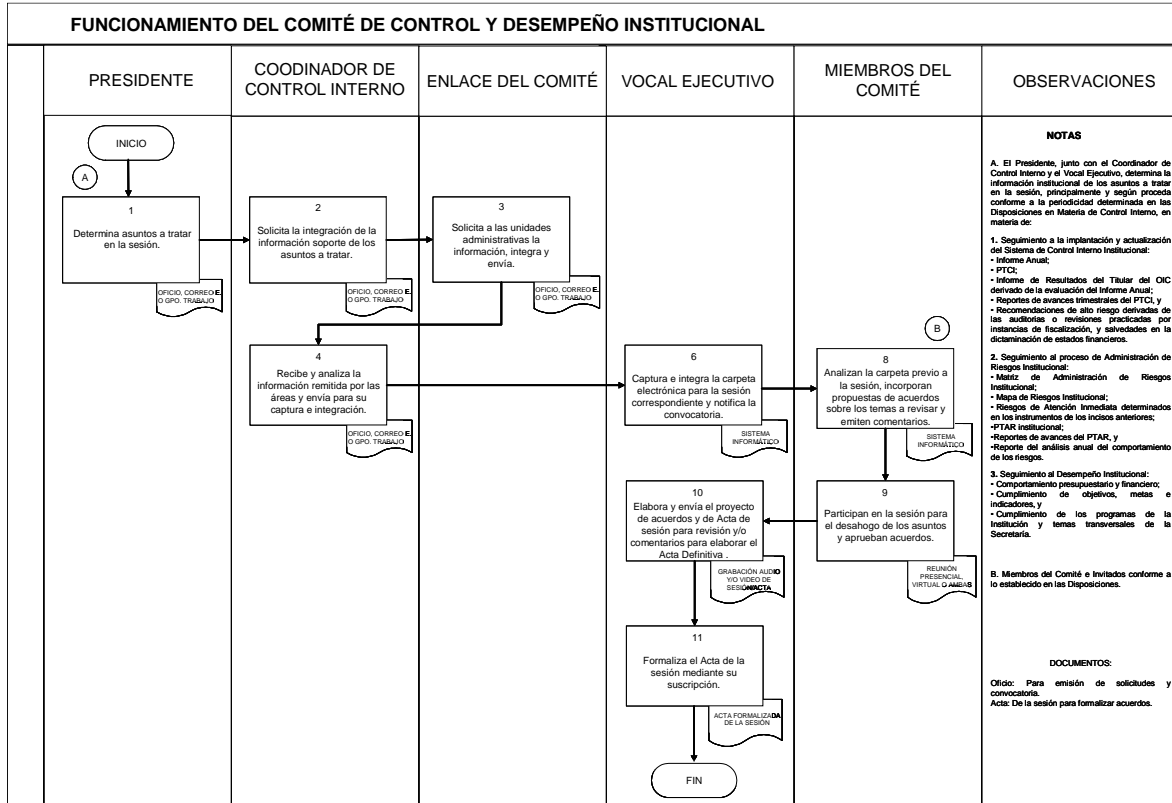 FUNCIONAMIENTO DEL COMITÉ DE CONTROL Y DESEMPEÑO INSTITUCIONAL
PRESIDENTE
COODINADOR DE
CONTROL INTERNO
ENLACE DEL COMITÉ
VOCAL EJECUTIVO
MIEMBROS DEL
COMITÉ
OBSERVACIONES
INICIO
A
1
Determina asuntos a tratar
en la sesión.
OFICIO, CORREO E.
O GPO. TRABAJO
2
Solicita la integración de la
información soporte de los
asuntos a tratar.
OFICIO, CORREO E.
O GPO. TRABAJO
3
Solicita a las unidades
administrativas la
información, integra y
envía.
OFICIO, CORREO E.
O GPO. TRABAJO
4
Recibe y analiza la
información remitida por las
áreas y envía para su
captura e integración.
OFICIO, CORREO E.
O GPO. TRABAJO
6
Captura e integra la carpeta
electrónica para la sesión
correspondiente y notifica la
convocatoria.
SISTEMA
INFORMÁTICO
B
8
Analizan la carpeta previo a
la sesión, incorporan
propuestas de acuerdos
sobre los temas a revisar y
emiten comentarios.
SISTEMA
INFORMÁTICO
9
Participan en la sesión para
el desahogo de los asuntos
y aprueban acuerdos.
REUNIÓN
PRESENCIAL,
VIRTUAL O AMBAS
10
Elabora y envía el proyecto
de acuerdos y de Acta de
sesión para revisión y/o
comentarios para elaborar el
Acta Definitiva .
GRABACIÓN AUDIO
Y/O VIDEO DE
SESIÓN/ACTA
11
Formaliza el Acta de la
sesión mediante su
suscripción.
ACTA FORMALIZADA
DE LA SESIÓN
FIN
NOTAS
A. El Presidente, junto con el Coordinador de
Control Interno y el Vocal Ejecutivo, determina la
información institucional de los asuntos a tratar
en la sesión, principalmente y según proceda
conforme a la periodicidad determinada en las
Disposiciones en Materia de Control Interno, en
materia de:
1. Seguimiento a la implantación y actualización
del Sistema de Control Interno Institucional:
• Informe Anual;
• PTCI;
• Informe de Resultados del Titular del OIC
derivado de la evaluación del Informe Anual;
• Reportes de avances trimestrales del PTCI, y
• Recomendaciones de alto riesgo derivadas de
las auditorias o revisiones practicadas por
instancias de fiscalización, y salvedades en la
dictaminación de estados financieros.
2. Seguimiento al proceso de Administración de
Riesgos Institucional:
• Matriz de Administración de Riesgos
Institucional;
• Mapa de Riesgos Institucional;
• Riesgos de Atención Inmediata determinados
en los instrumentos de los incisos anteriores;
•PTAR institucional;
•Reportes de avances del PTAR, y
•Reporte del análisis anual del comportamiento
de los riesgos.
3. Seguimiento al Desempeño Institucional:
• Comportamiento presupuestario y financiero;
• Cumplimiento de objetivos, metas e
indicadores, y
• Cumplimiento de los programas de la
Institución y temas transversales de la
Secretaría.
B. Miembros del Comité e Invitados conforme a
lo establecido en las Disposiciones.
DOCUMENTOS:
Oficio: Para emisión de solicitudes y
convocatoria.
Acta: De la sesión para formalizar acuerdos.